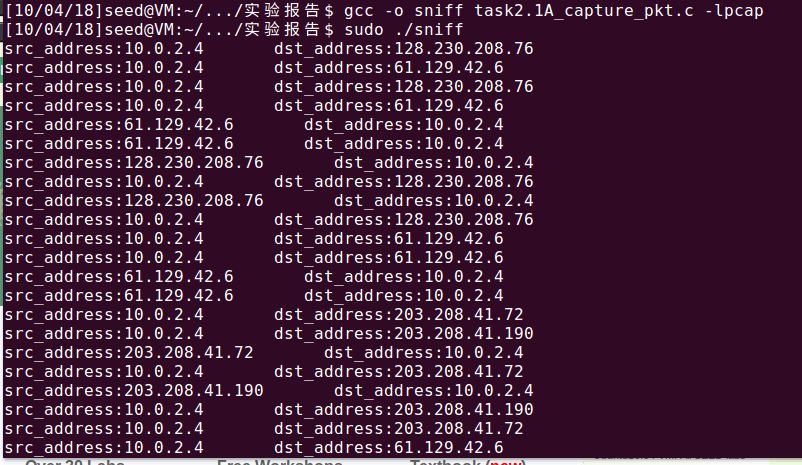 [10/04/18]seed@VM:~/.../实验报告$ gcc -o sniff task2.1A_capture_pkt.c -lpcap
[10/04/18]seed@VM:~/.../实验报告$ sudo ./sniff
src_address:10.0.2.4 dst_address:128.230.208.76
src_address:10.0.2.4 dst_address:61.129.42.6
src_address:10.0.2.4 dst_address:128.230.208.76
src_address:10.0.2.4 dst_address:61.129.42.6
src_address:61.129.42.6 dst_address:10.0.2.4
src_address:61.129.42.6 dst_address:10.0.2.4
src_address:128.230.208.76 dst_address:10.0.2.4
src_address:10.0.2.4 dst_address:128.230.208.76
src_address:128.230.208.76 dst_address:10.0.2.4
src_address:10.0.2.4 dst_address:128.230.208.76
src_address:10.0.2.4 dst_address:61.129.42.6
src_address:10.0.2.4 dst_address:61.129.42.6
src_address:61.129.42.6 dst_address:10.0.2.4
src_address:61.129.42.6 dst_address:10.0.2.4
src_address:10.0.2.4 dst_address:203.208.41.72
src_address:10.0.2.4 dst_address:203.208.41.190
src_address:203.208.41.72 dst_address:10.0.2.4
src_address:10.0.2.4 dst_address:203.208.41.72
src_address:203.208.41.190 dst_address:10.0.2.4
src_address:10.0.2.4 dst_address:203.208.41.190
src_address:10.0.2.4 dst_address:203.208.41.72
src_address:10.0.2.4 dst_address:61.129.42.6
Over 30 Labs Free Workshops Textbook (new)